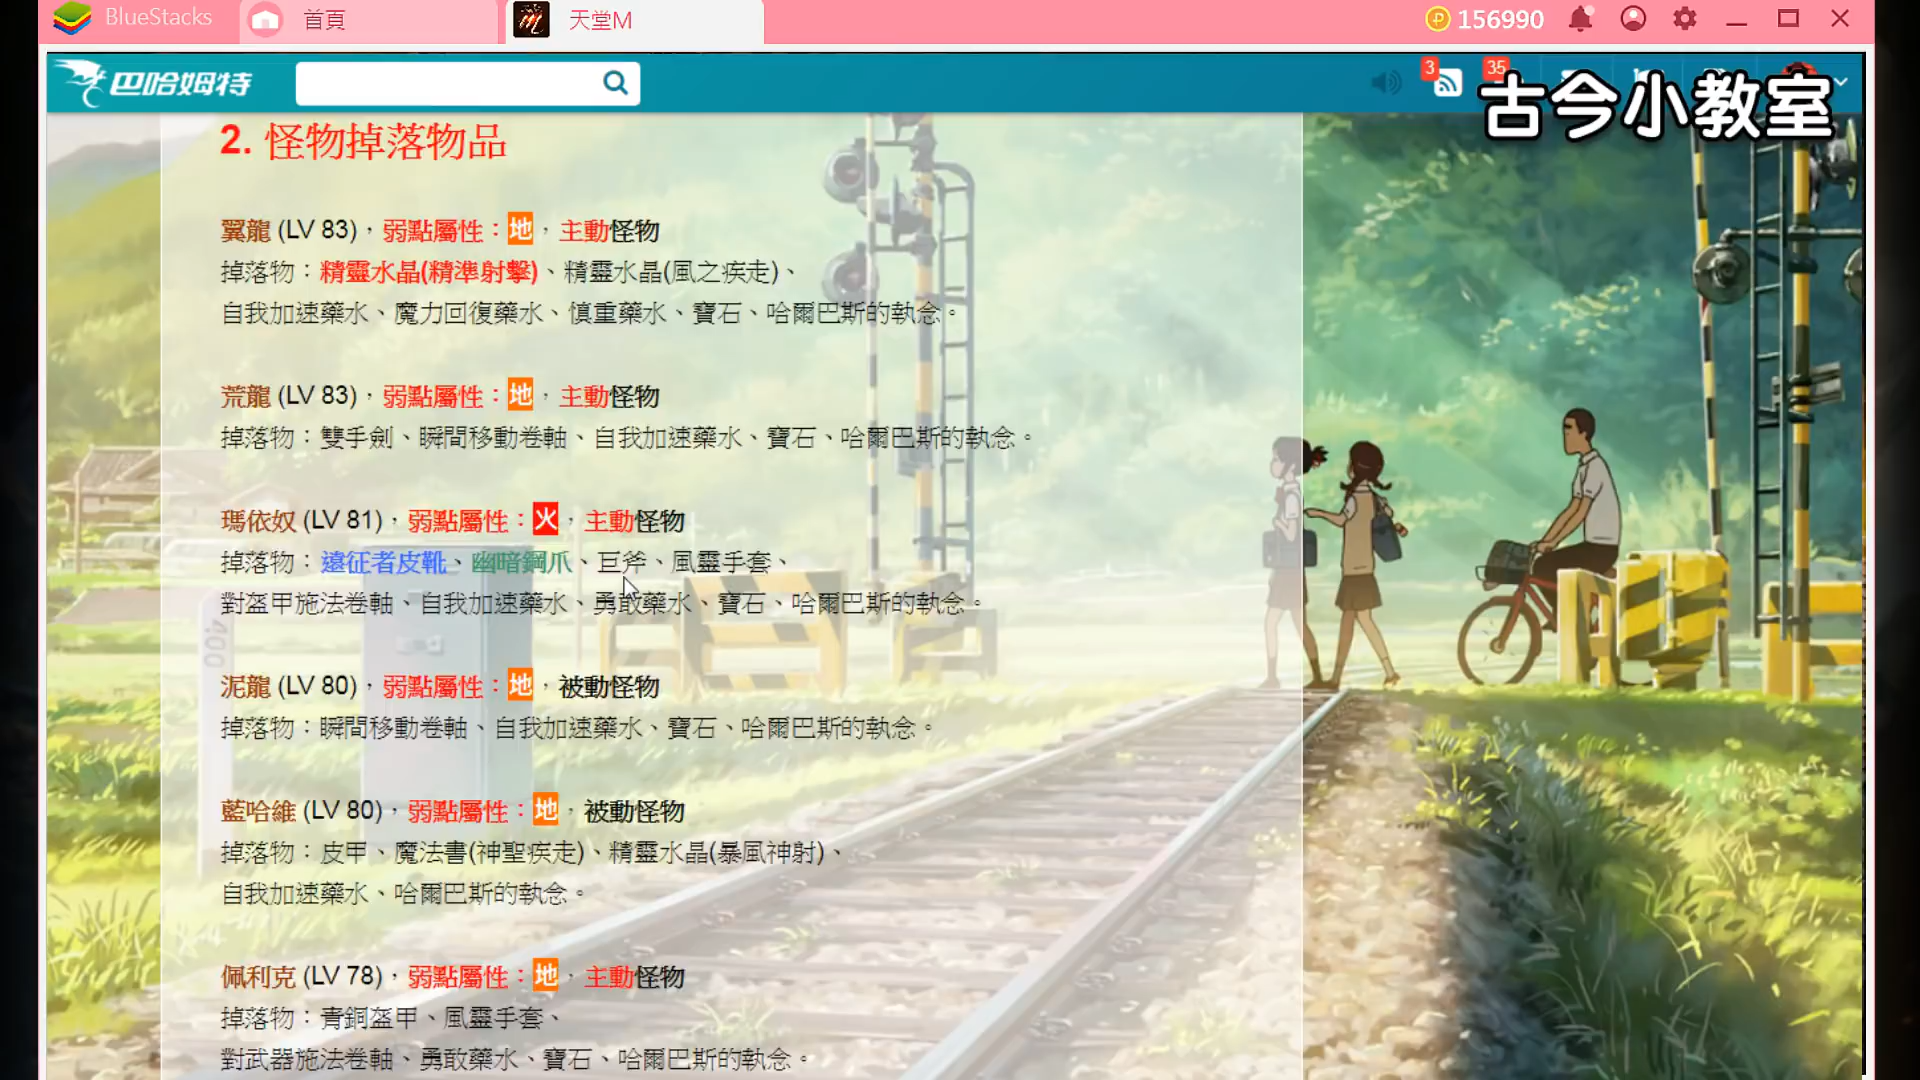 BlueStacks
首頁
天堂M
156990
巴哈姆特
3
35
古今小教室
2. 怪物掉落物品
翼龍 (LV 83)，弱點屬性：地，主動怪物
掉落物：精靈水晶(精準射擊)、精靈水晶(風之疾走)、
自我加速藥水、魔力回復藥水、慎重藥水、寶石、哈爾巴斯的執念。
荒龍 (LV 83)，弱點屬性：地，主動怪物
掉落物：雙手劍、瞬間移動卷軸、自我加速藥水、寶石、哈爾巴斯的執念。
瑪依奴 (LV 81)，弱點屬性：火，主動怪物
掉落物：遠征者皮靴、幽暗鋼爪、巨斧、風靈手套、
對盔甲施法卷軸、自我加速藥水、勇敢藥水、寶石、哈爾巴斯的執念。
泥龍 (LV 80)，弱點屬性：地，被動怪物
掉落物：瞬間移動卷軸、自我加速藥水、寶石、哈爾巴斯的執念。
藍哈維 (LV 80)，弱點屬性：地，被動怪物
掉落物：皮甲、魔法書(神聖疾走)、精靈水晶(暴風神射)、
自我加速藥水、哈爾巴斯的執念。
佩利克 (LV 78)，弱點屬性：地，主動怪物
掉落物：青銅盔甲、風靈手套、
對武器施法卷軸、勇敢藥水、寶石、哈爾巴斯的執念。
400